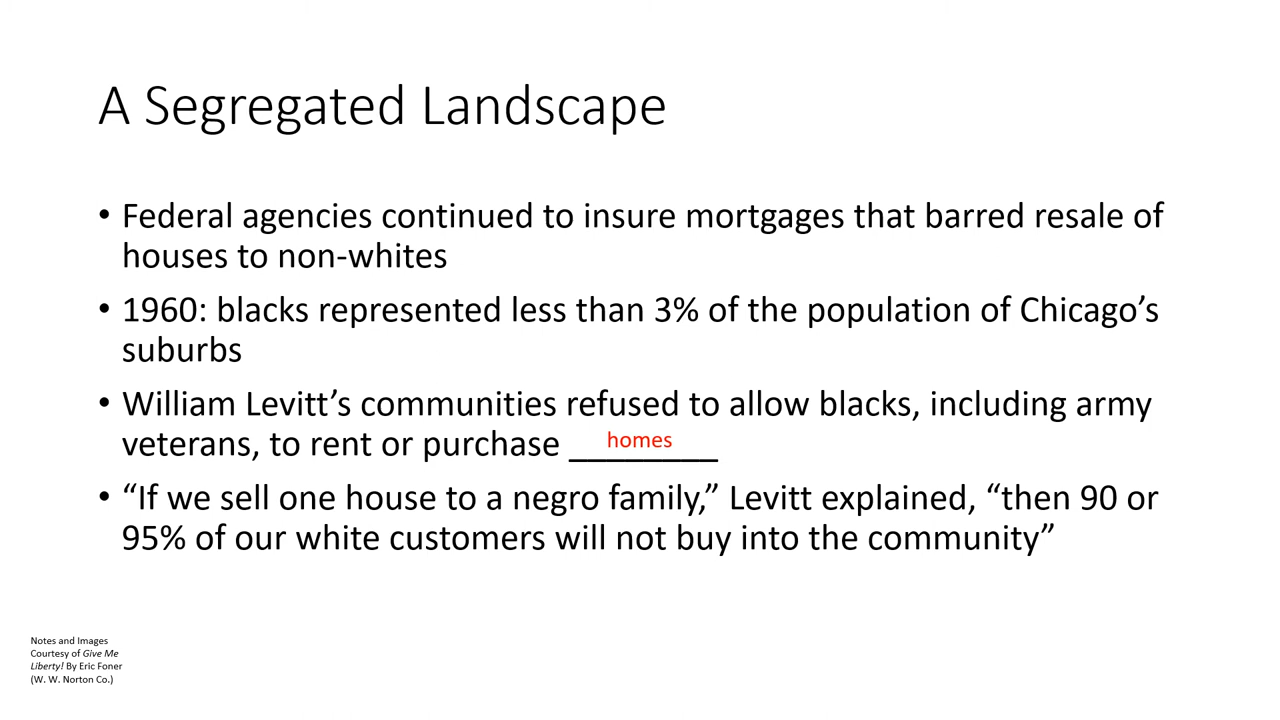 A Segregated Landscape
• Federal agencies continued to insure mortgages that barred resale of
houses to non-whites
• 1960: blacks represented less than 3% of the population of Chicago’s
suburbs
• William Levitt’s communities refused to allow blacks, including army
veterans, to rent or purchase homes
• “If we sell one house to a negro family,” Levitt explained, “then 90 or
95% of our white customers will not buy into the community”
Notes and Images
Courtesy of Give Me
Liberty! By Eric Foner
(W. W. Norton Co.)